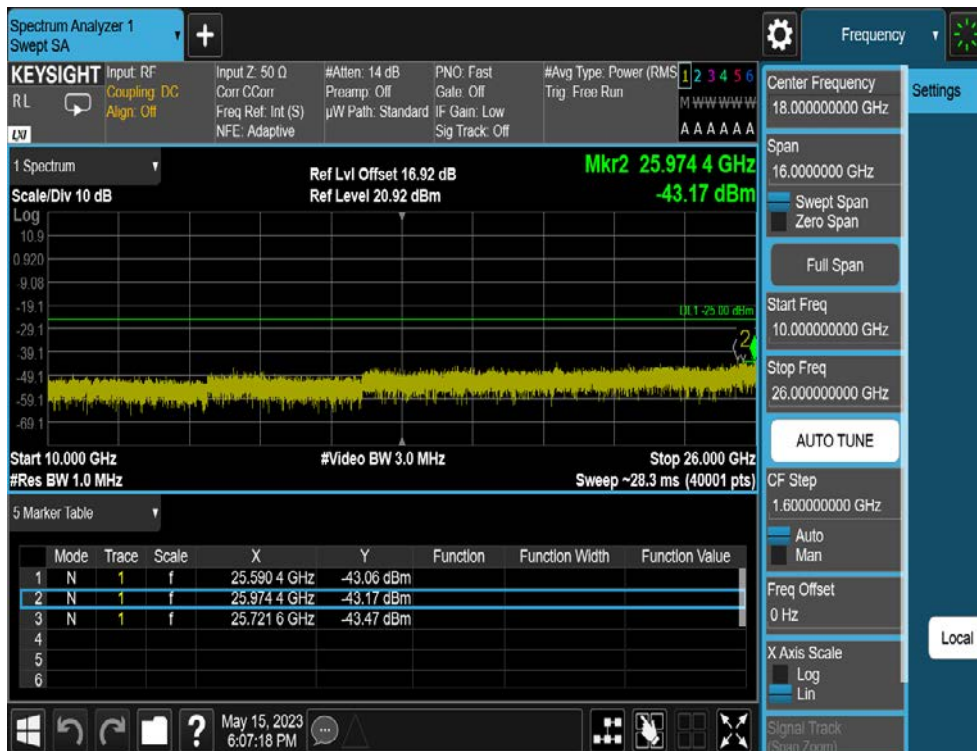 Spectrum Analyzer 1
Swept SA
+
Frequency
KEYSIGHT
RL
LXI
Input: RF
Coupling: DC
Align: Off
Input Z: 50 Ω
Corr CCorr
Freq Ref: Int (S)
NFE: Adaptive
#Atten: 14 dB
Preamp: Off
µW Path: Standard
PNO: Fast
Gate: Off
IF Gain: Low
Sig Track: Off
#Avg Type: Power (RMS
Trig: Free Run
1 2 3 4 5 6
M W W W W W
A A A A A A
1 Spectrum
Scale/Div 10 dB
Ref Lvl Offset 16.92 dB
Ref Level 20.92 dBm
Mkr2 25.974 4 GHz
-43.17 dBm
Log
10.9
0.920
-9.08
-19.1
-29.1
-39.1
-49.1
-59.1
-69.1
DL1 -25.00 dBm
2
Start 10.000 GHz
#Res BW 1.0 MHz
#Video BW 3.0 MHz
Stop 26.000 GHz
Sweep ~28.3 ms (40001 pts)
5 Marker Table
Mode Trace Scale X Y Function Function Width Function Value
1 N 1 f 25.590 4 GHz -43.06 dBm
2 N 1 f 25.974 4 GHz -43.17 dBm
3 N 1 f 25.721 6 GHz -43.47 dBm
4
5
6
Center Frequency
18.000000000 GHz
Span
16.0000000 GHz
Swept Span
Zero Span
Full Span
Start Freq
10.000000000 GHz
Stop Freq
26.000000000 GHz
AUTO TUNE
CF Step
1.600000000 GHz
Auto
Man
Freq Offset
0 Hz
X Axis Scale
Log
Lin
Signal Track
(Span Zoom)
Settings
Local
?
May 15, 2023
6:07:18 PM